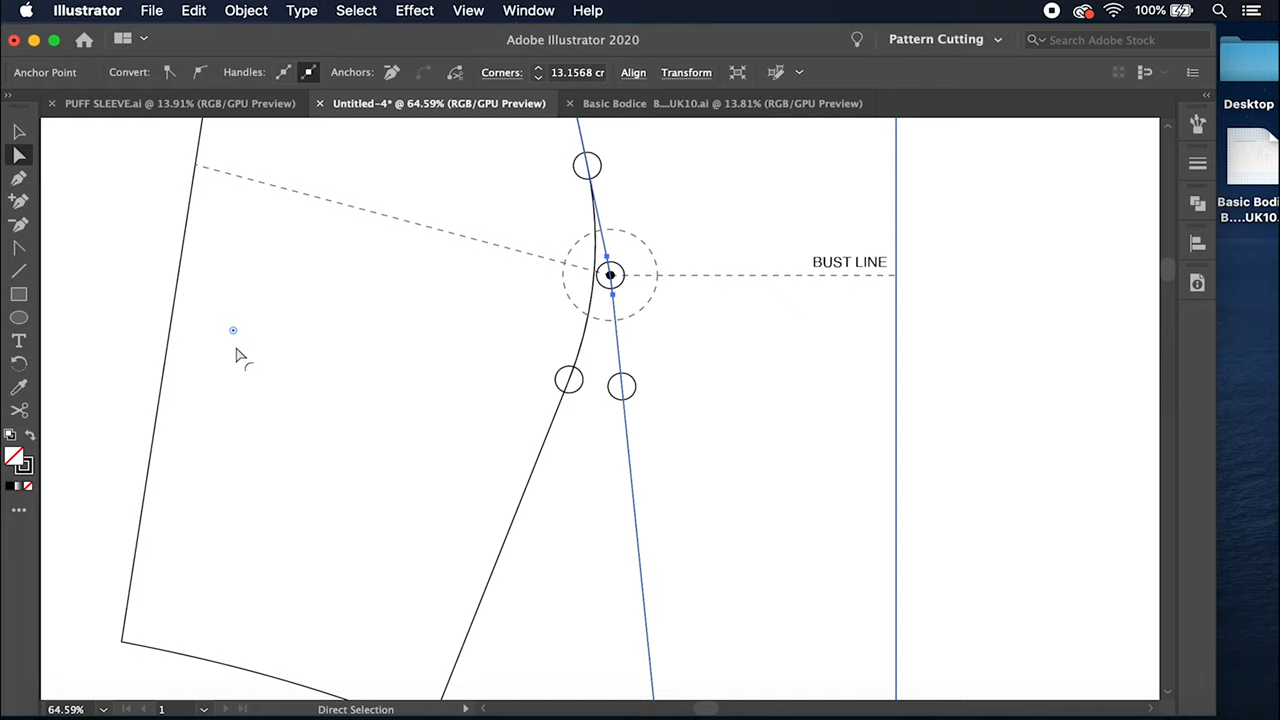 Illustrator File Edit Object Type Select Effect View Window Help 100%
Adobe Illustrator 2020 Pattern Cutting Search Adobe Stock
Anchor Point Convert: Handles: Anchors: Corners: 13.1568 cr Align Transform
PUFF SLEEVE.ai @ 13.91% (RGB/GPU Preview) Untitled-4* @ 64.59% (RGB/GPU Preview) Basic Bodice B....UK10.ai @ 13.81% (RGB/GPU Preview)
Desktop
Basic Bodi
B....UK10.
BUST LINE
64.59% 1 Direct Selection